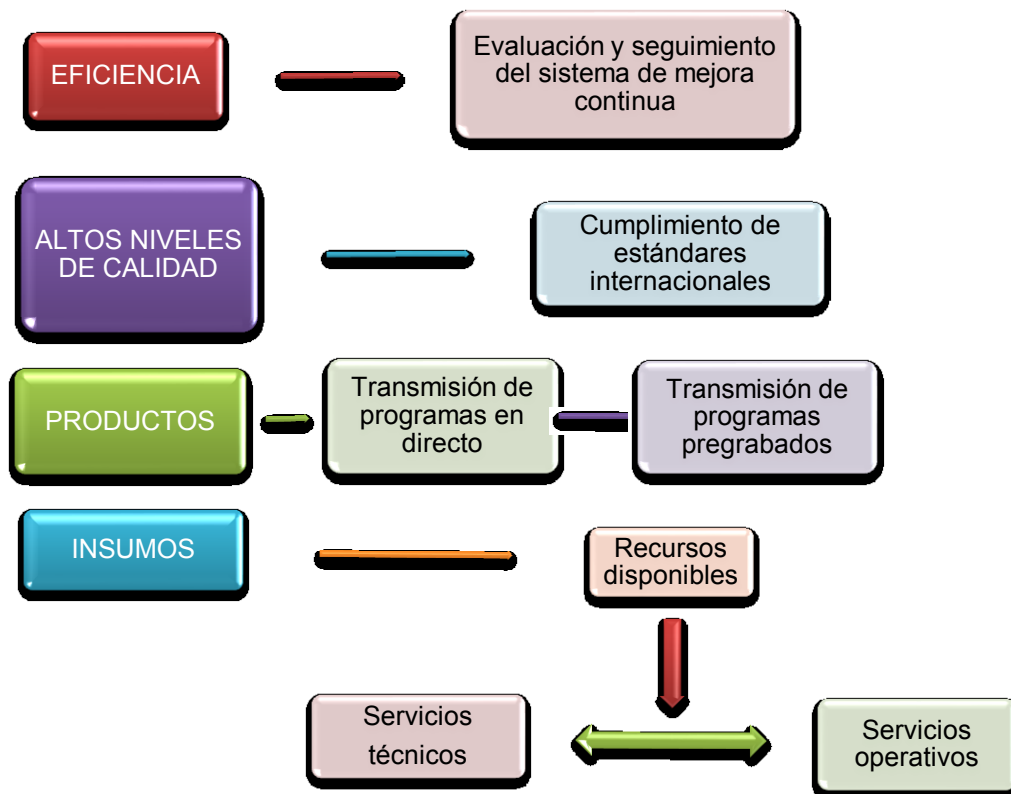 EFICIENCIA
Evaluación y seguimiento
del sistema de mejora
continua
ALTOS NIVELES
DE CALIDAD
Cumplimiento de
estándares
internacionales
PRODUCTOS
Transmisión de
programas en
directo
Transmisión de
programas
pregrabados
INSUMOS
Recursos
disponibles
Servicios
técnicos
Servicios
operativos